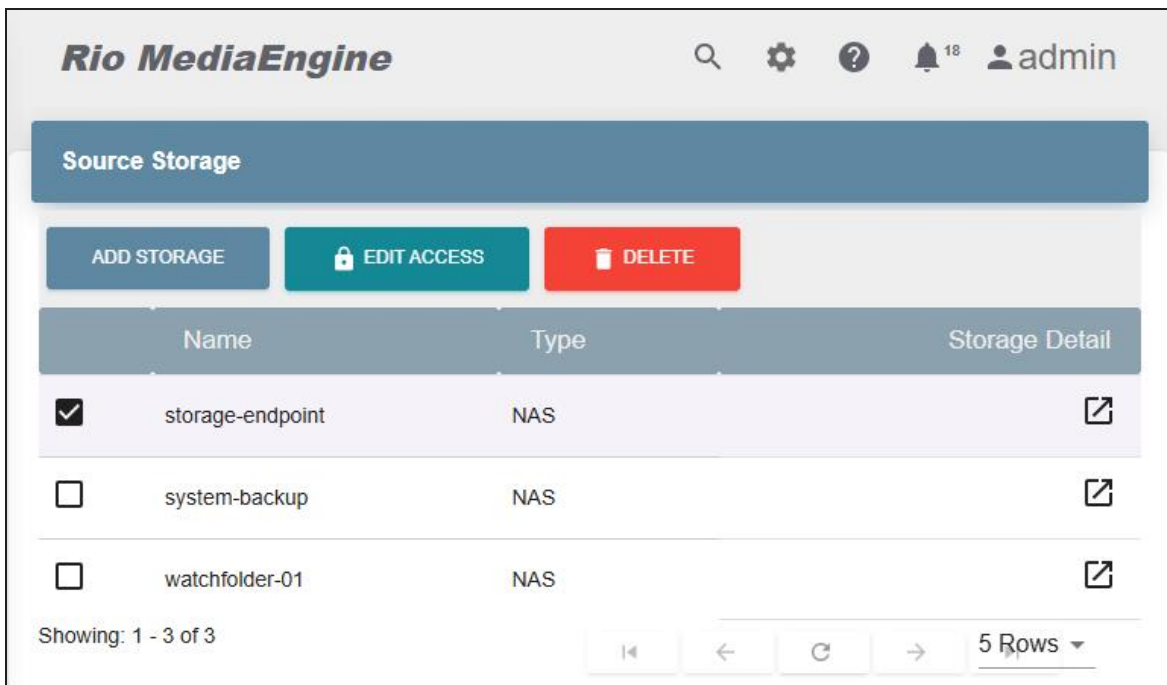 Rio MediaEngine
18 admin
Source Storage
ADD STORAGE EDIT ACCESS DELETE
Name Type Storage Detail
storage-endpoint NAS
system-backup NAS
watchfolder-01 NAS
Showing: 1 - 3 of 3
5 Rows